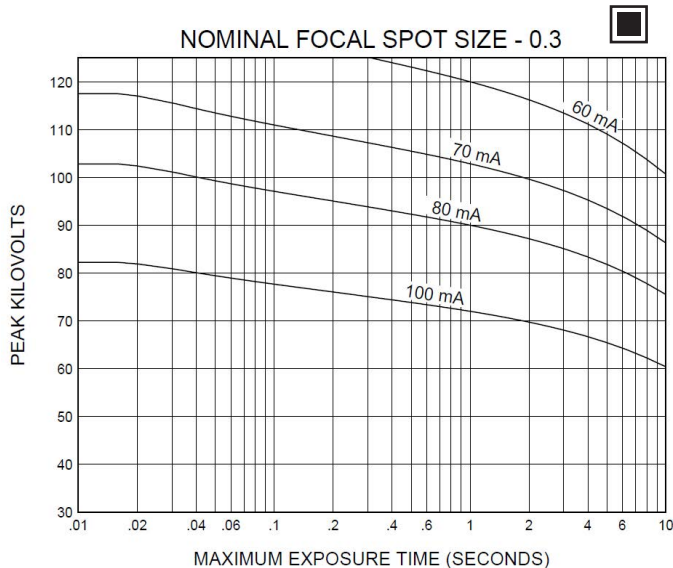 NOMINAL FOCAL SPOT SIZE - 0.3
PEAK KILOVOLTS
120
110
100
90
80
70
60
50
40
30
60 mA
70 mA
80 mA
100 mA
.01 .02 .04 .06 .1 .2 .4 .6 1 2 4 6 10
MAXIMUM EXPOSURE TIME (SECONDS)